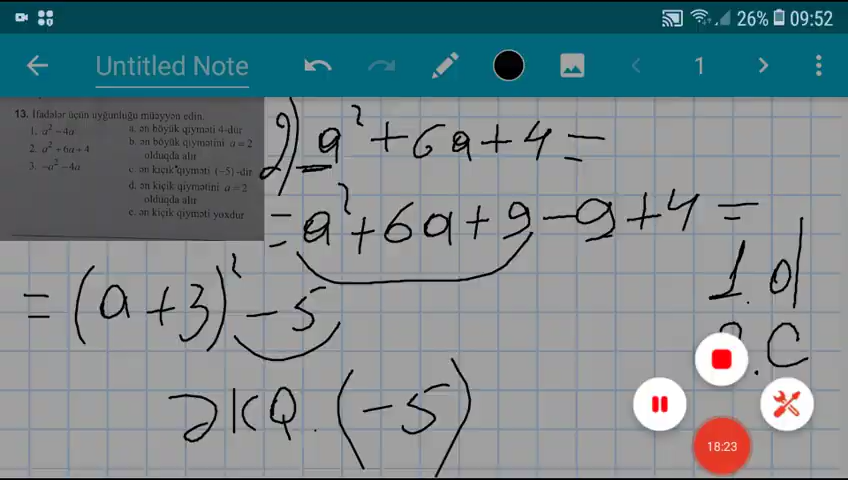 26% 09:52
Untitled Note
1
13. İfadələr üçün uyğunluğu müəyyən edin.
1. a² − 4a
2. a² + 6a + 4
3. −a² − 4a
a. ən böyük qiyməti 4-dür
b. ən böyük qiymətini a = 2
olduqda alır
c. ən kiçik qiyməti (−5)-dir
d. ən kiçik qiymətini a = 2
olduqda alır
e. ən kiçik qiyməti yoxdur
2) a² + 6a + 4 =
= a² + 6a + 9 − 9 + 4 =
= (a + 3)² − 5
ƏKQ. (−5)
1. d
2. C
18:23